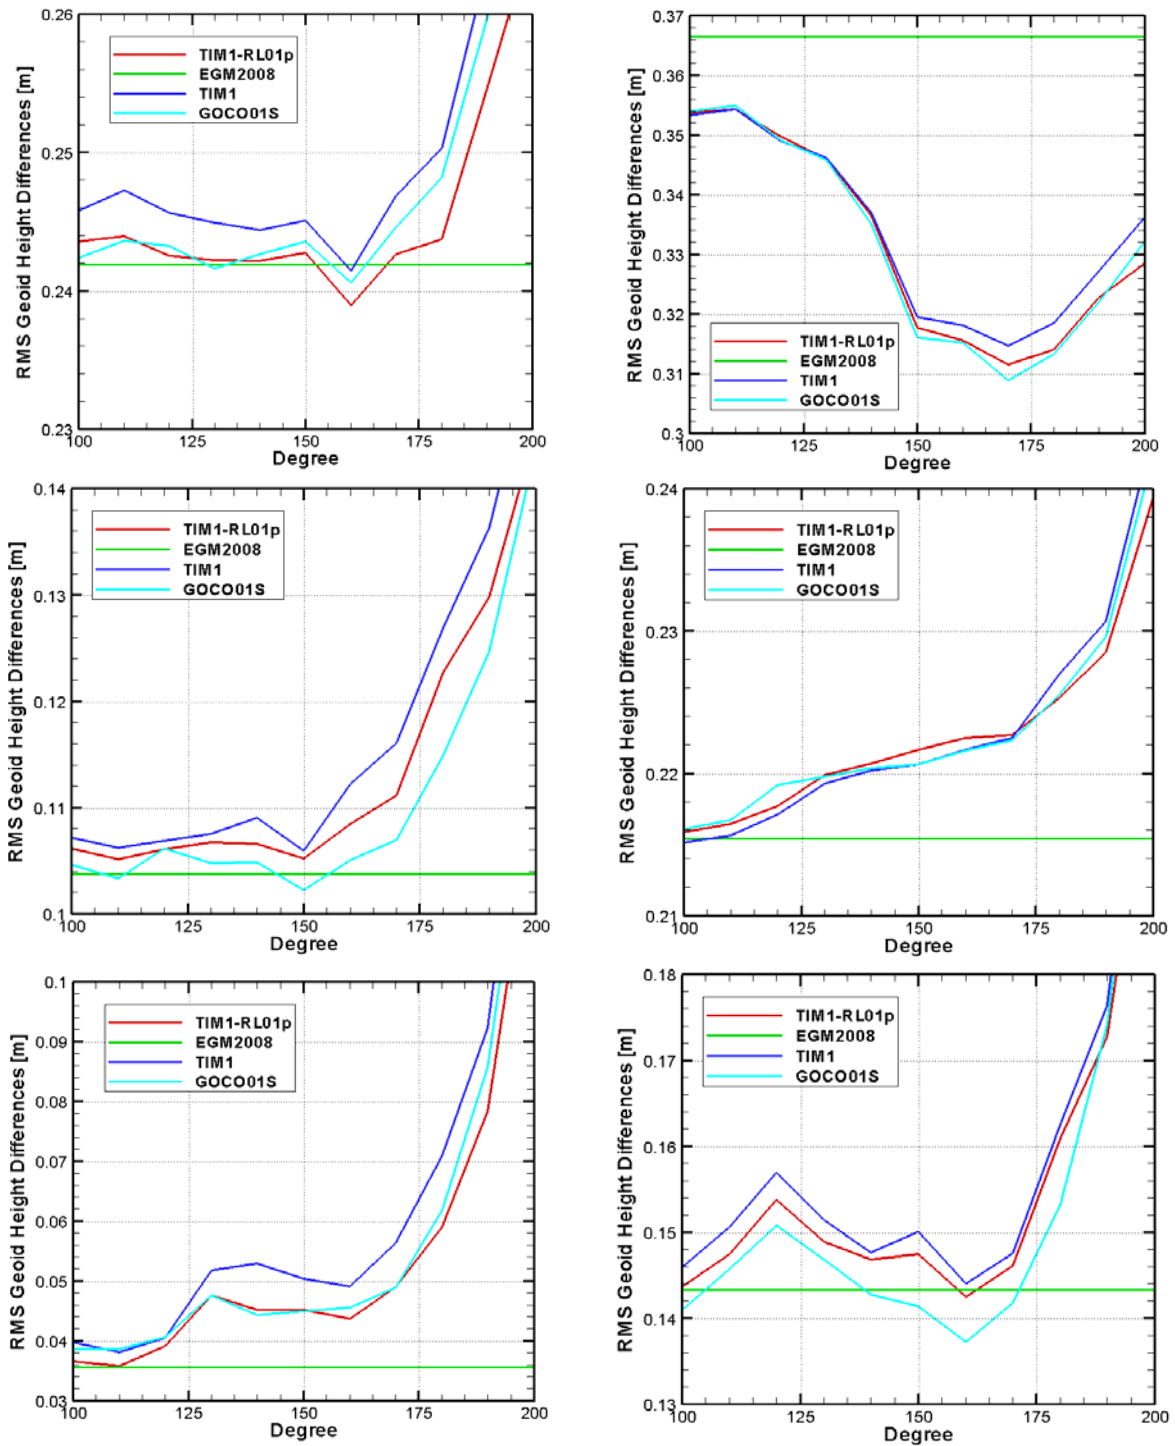 0.26
0.25
0.24
0.23
RMS Geoid Height Differences [m]
TIM1-RL01p
EGM2008
TIM1
GOCO01S
100 125 150 175 200
Degree
0.37
0.36
0.35
0.34
0.33
0.32
0.31
0.3
RMS Geoid Height Differences [m]
TIM1-RL01p
EGM2008
TIM1
GOCO01S
100 125 150 175 200
Degree
0.14
0.13
0.12
0.11
0.1
RMS Geoid Height Differences [m]
TIM1-RL01p
EGM2008
TIM1
GOCO01S
100 125 150 175 200
Degree
0.24
0.23
0.22
0.21
RMS Geoid Height Differences [m]
TIM1-RL01p
EGM2008
TIM1
GOCO01S
100 125 150 175 200
Degree
0.1
0.09
0.08
0.07
0.06
0.05
0.04
0.03
RMS Geoid Height Differences [m]
TIM1-RL01p
EGM2008
TIM1
GOCO01S
100 125 150 175 200
Degree
0.18
0.17
0.16
0.15
0.14
0.13
RMS Geoid Height Differences [m]
TIM1-RL01p
EGM2008
TIM1
GOCO01S
100 125 150 175 200
Degree